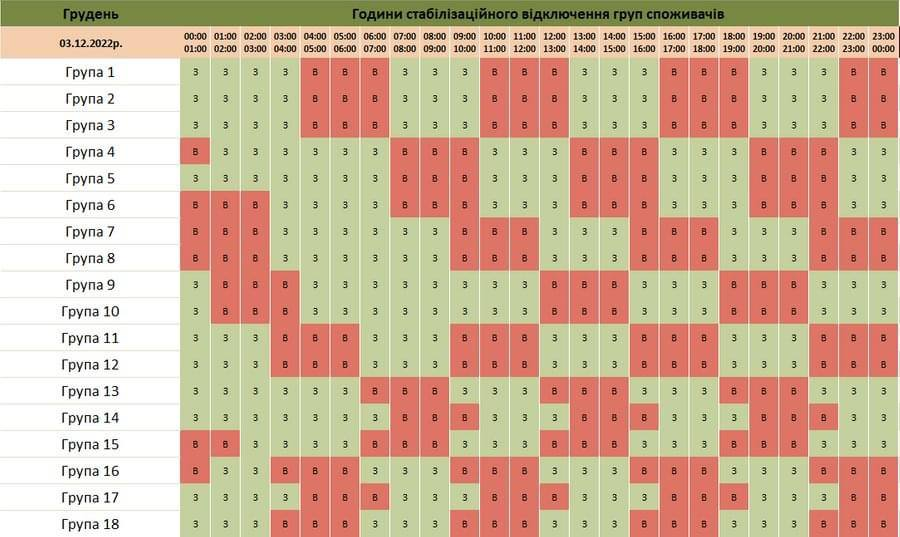 Грудень Години стабілізаційного відключення груп споживачів
03.12.2022р. 00:00 01:00 02:00 03:00 04:00 05:00 06:00 07:00 08:00 09:00 10:00 11:00 12:00 13:00 14:00 15:00 16:00 17:00 18:00 19:00 20:00 21:00 22:00 23:00
01:00 02:00 03:00 04:00 05:00 06:00 07:00 08:00 09:00 10:00 11:00 12:00 13:00 14:00 15:00 16:00 17:00 18:00 19:00 20:00 21:00 22:00 23:00 00:00
Група 1 З З З З В В В З З З В В В З З З В В В З З З В В
Група 2 З З З З В В В З З З В В В З З З В В В З З З В В
Група 3 З З З З В В В З З З В В В З З З В В В З З З В В
Група 4 В З З З З З З В В В З З З В В В З З З В В В З З
Група 5 З З З З З З З В В В З З З В В В З З З В В В З З
Група 6 В В В З З З З В В В З З З В В В З З З В В В З З
Група 7 В В В З З З З З З В В В З З З В В В З З З В В В
Група 8 В В В З З З З З З В В В З З З В В В З З З В В В
Група 9 З В В В З З З З З З З З В В В З З З В В В З З З
Група 10 З В В В З З З З З З З З В В В З З З В В В З З З
Група 11 З З З В В В З З З В В В З З З В В В З З З В В В
Група 12 З З З В В В З З З В В В З З З В В В З З З В В В
Група 13 З З З З З З В В В З З З В В В З З З В В В З З З
Група 14 З З З З З З З В В В З З З В В В З З З В В В З З
Група 15 В В З З З З В В В З З З В В В З З З В В В З З З
Група 16 В З З В В В З З З В В В З З З В В В З З З В В В
Група 17 З З З З В В В З З З В В В З З З В В В З З З В В
Група 18 З З З В В В З З З В В В З З З В В В З З З В В В